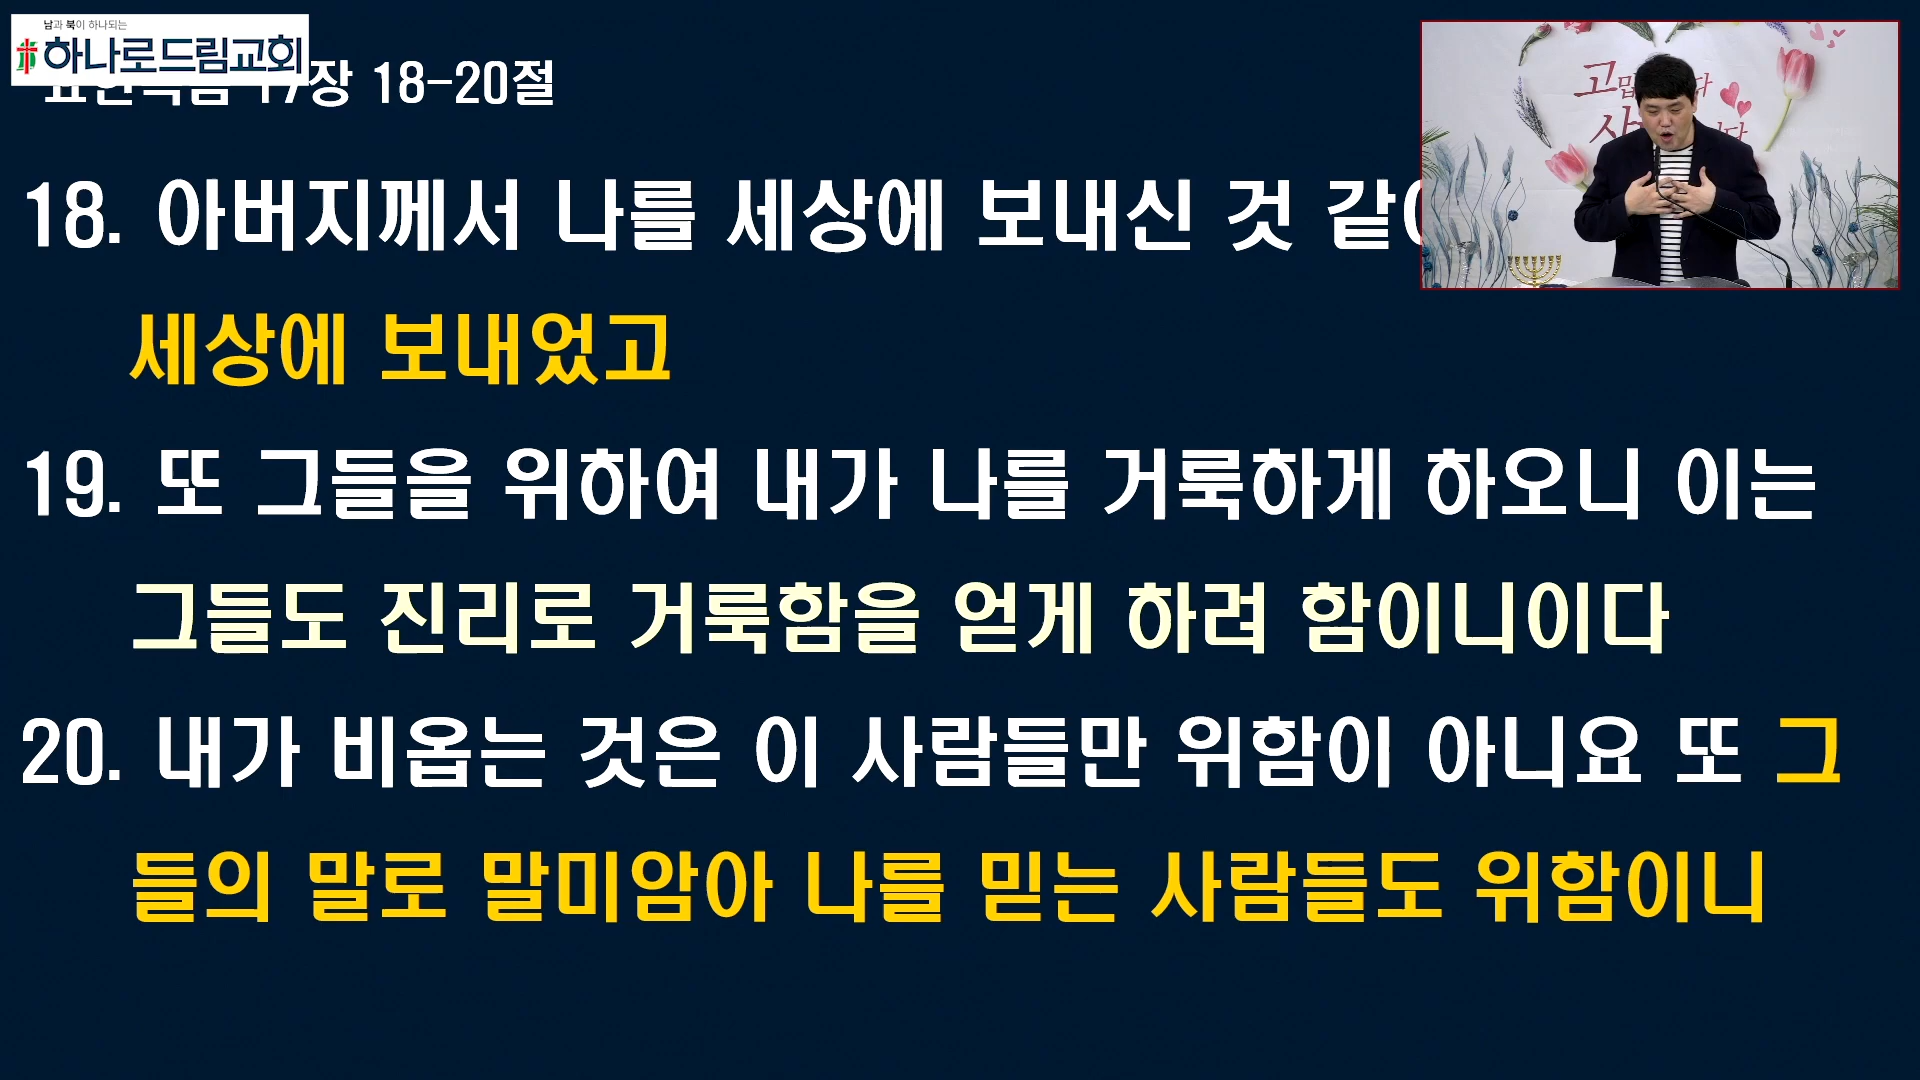 남과 북이 하나되는
하나로드림교회
17장 18-20절
18. 아버지께서 나를 세상에 보내신 것
세상에 보내었고
19. 또 그들을 위하여 내가 나를 거룩하게 하오니 이는
그들도 진리로 거룩함을 얻게 하려 함이니이다
20. 내가 비옵는 것은 이 사람들만 위함이 아니요 또 그
들의 말로 말미암아 나를 믿는 사람들도 위함이니